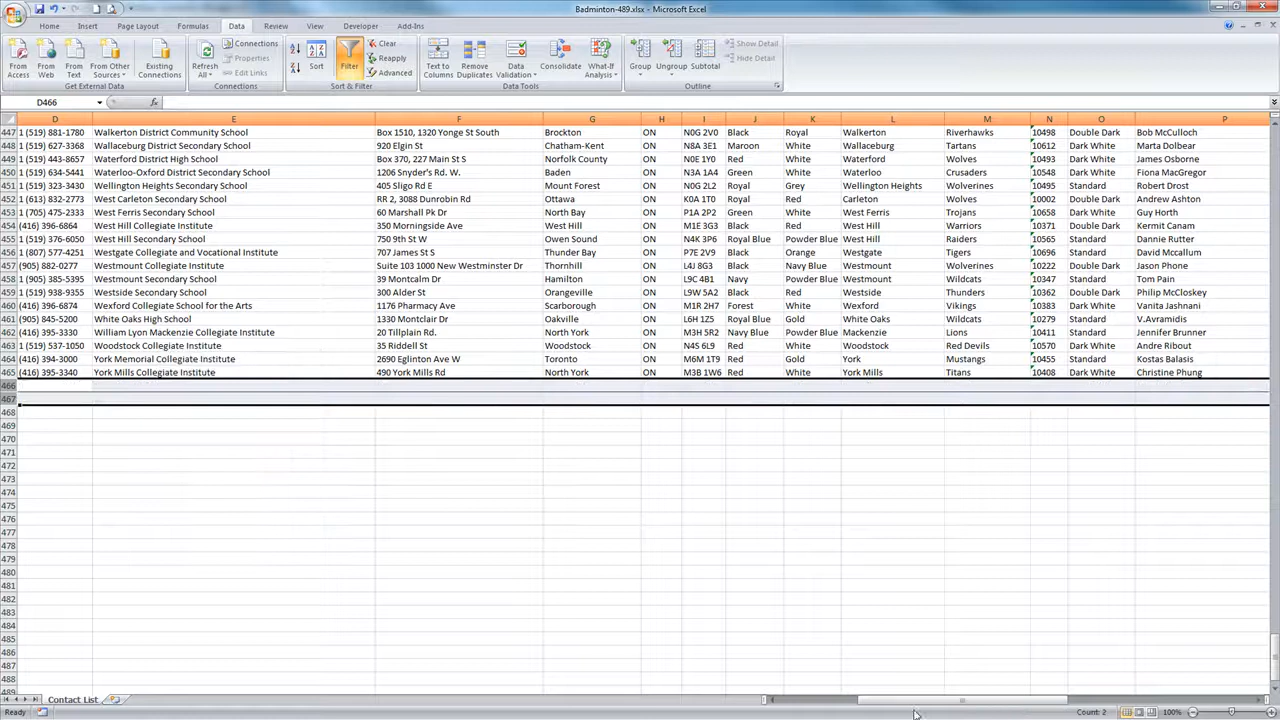 Badminton-489.xlsx - Microsoft Excel
Home Insert Page Layout Formulas Data Review View Developer Add-Ins
From Access From Web From Text From Other Sources Existing Connections Refresh All Connections Properties Edit Links Sort Filter Clear Reapply Advanced Text to Columns Remove Duplicates Data Validation Consolidate What-If Analysis Group Ungroup Subtotal Show Detail Hide Detail
Get External Data Connections Sort & Filter Data Tools Outline
D466 fx
D E F G H I J K L M N O P
447 1 (519) 881-1780 Walkerton District Community School Box 1510, 1320 Yonge St South Brockton ON N0G 2V0 Black Royal Walkerton Riverhawks 10498 Double Dark Bob McCulloch
448 1 (519) 627-3368 Wallaceburg District Secondary School 920 Elgin St Chatham-Kent ON N8A 3E1 Maroon White Wallaceburg Tartans 10612 Dark White Marta Dolbear
449 1 (519) 443-8657 Waterford District High School Box 370, 227 Main St S Norfolk County ON N0E 1Y0 Red White Waterford Wolves 10493 Dark White James Osborne
450 1 (519) 634-5441 Waterloo-Oxford District Secondary School 1206 Snyder's Rd. W. Baden ON N3A 1G4 Green White Waterloo Crusaders 10548 Dark White Fiona MacGregor
451 1 (519) 323-3430 Wellington Heights Secondary School 405 Sligo Rd E Mount Forest ON N0G 2L2 Royal Grey Wellington Heights Wolverines 10495 Standard Robert Drost
452 1 (613) 832-2773 West Carleton Secondary School RR 2, 3088 Dunrobin Rd Ottawa ON K0A 1T0 Royal Red Carleton Wolves 10002 Double Dark Andrew Ashton
453 1 (705) 475-2333 West Ferris Secondary School 60 Marshall Pk Dr North Bay ON P1A 2P2 Green White West Ferris Trojans 10658 Dark White Guy Horth
454 (416) 396-6864 West Hill Collegiate Institute 350 Morningside Ave West Hill ON M1E 3G3 Black Red West Hill Warriors 10371 Double Dark Kermit Canam
455 1 (519) 376-6050 West Hill Secondary School 750 9th St W Owen Sound ON N4K 3P6 Royal Blue Powder Blue West Hill Raiders 10565 Standard Dannie Rutter
456 1 (807) 577-4251 Westgate Collegiate and Vocational Institute 707 James St S Thunder Bay ON P7E 2V9 Black Orange Westgate Tigers 10696 Standard David Mccallum
457 (905) 882-0277 Westmount Collegiate Institute Suite 103 1000 New Westminster Dr Thornhill ON L4J 8G3 Black Navy Blue Westmount Wolverines 10222 Double Dark Jason Phone
458 1 (905) 385-5395 Westmount Secondary School 39 Montcalm Dr Hamilton ON L9C 4B1 Navy Powder Blue Westmount Wildcats 10347 Standard Tom Pain
459 1 (519) 938-9355 Westside Secondary School 300 Alder St Orangeville ON L9W 5A2 Black Red Westside Thunders 10362 Double Dark Philip McCloskey
460 (416) 396-6874 Wexford Collegiate School for the Arts 1176 Pharmacy Ave Scarborough ON M1R 2H7 Forest White Wexford Vikings 10383 Dark White Vanita Jashnani
461 (905) 845-5200 White Oaks High School 1330 Montclair Dr Oakville ON L6H 1Z5 Royal Blue Gold White Oaks Wildcats 10279 Standard V.Avramidis
462 (416) 395-3330 William Lyon Mackenzie Collegiate Institute 20 Tillplain Rd. North York ON M3H 5R2 Navy Blue Powder Blue Mackenzie Lions 10411 Standard Jennifer Brunner
463 1 (519) 537-1050 Woodstock Collegiate Institute 35 Riddell St Woodstock ON N4S 6L9 Red White Woodstock Red Devils 10570 Dark White Andre Ribout
464 (416) 394-3000 York Memorial Collegiate Institute 2690 Eglinton Ave W Toronto ON M6M 1T9 Red Gold York Mustangs 10455 Standard Kostas Balasis
465 (416) 395-3340 York Mills Collegiate Institute 490 York Mills Rd North York ON M3B 1W6 Red White York Mills Titans 10408 Dark White Christine Phung
466
467
468
469
470
471
472
473
474
475
476
477
478
479
480
481
482
483
484
485
486
487
488
489
Contact List
Ready Count: 2 100%